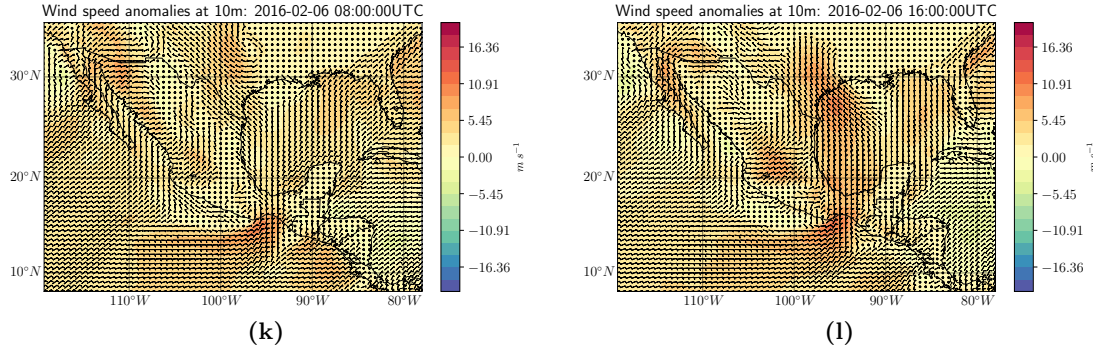 Wind speed anomalies at 10m: 2016-02-06 08:00:00UTC
30°N
20°N
10°N
110°W
100°W
90°W
80°W
16.36
10.91
5.45
0.00
−5.45
−10.91
−16.36
m s⁻¹
(k)
Wind speed anomalies at 10m: 2016-02-06 16:00:00UTC
30°N
20°N
10°N
110°W
100°W
90°W
80°W
16.36
10.91
5.45
0.00
−5.45
−10.91
−16.36
m s⁻¹
(l)